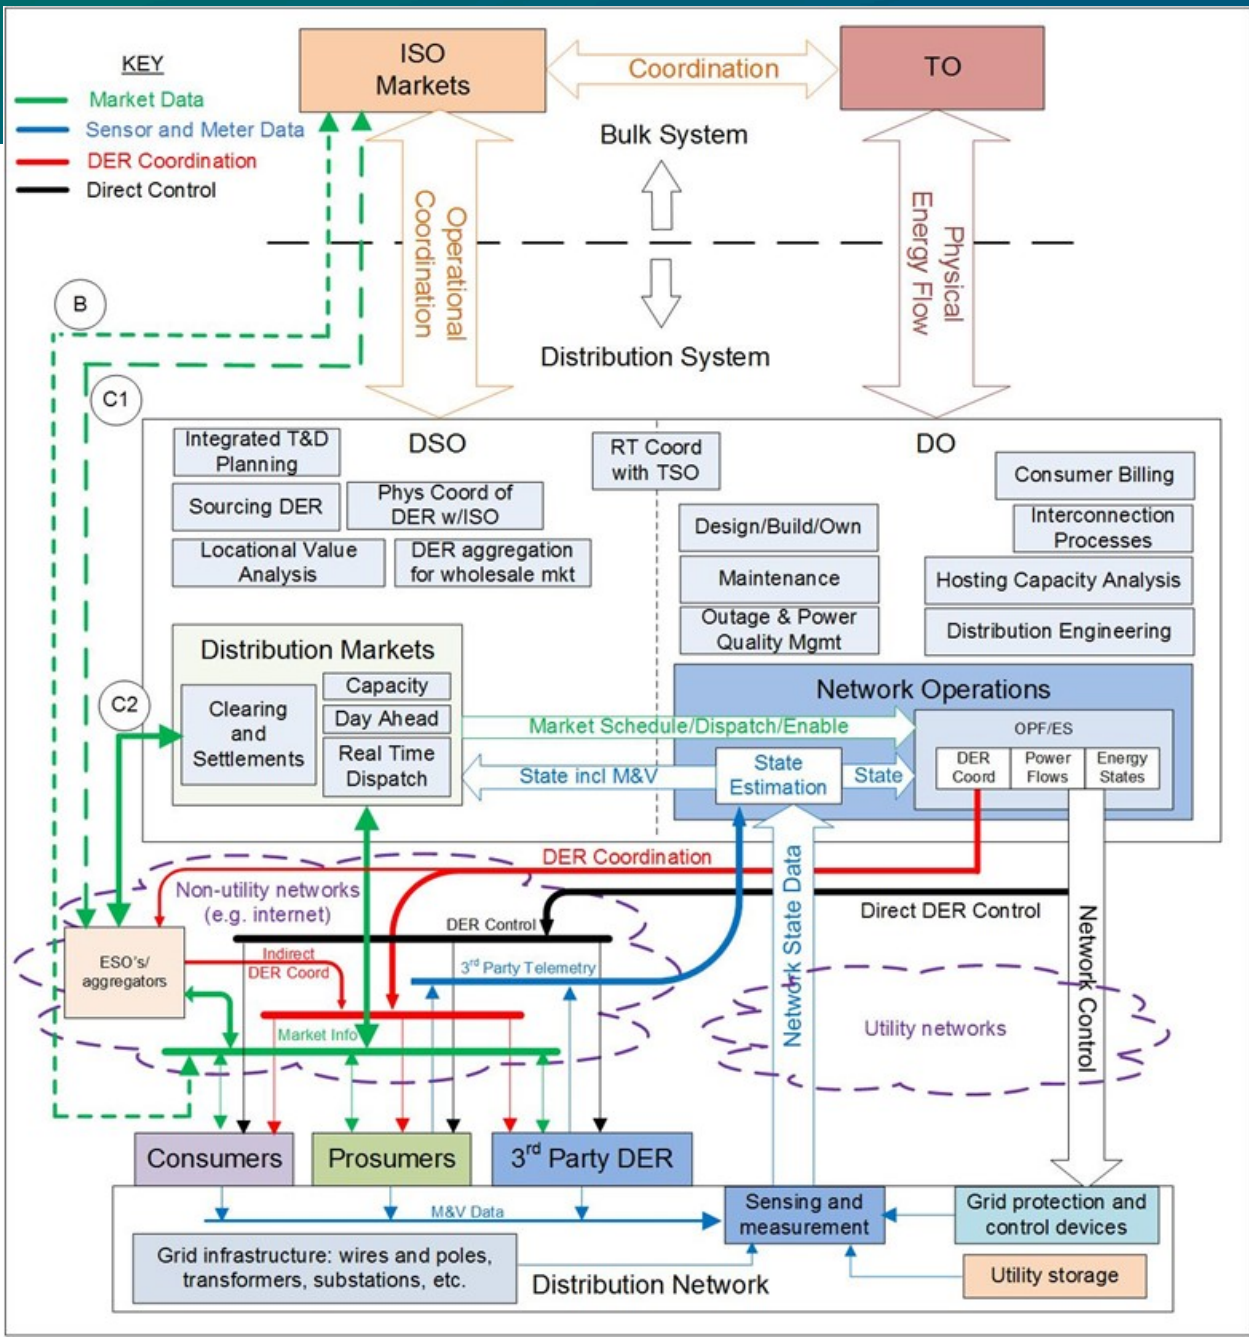 KEY
Market Data
Sensor and Meter Data
DER Coordination
Direct Control
ISO
Markets
Coordination
TO
Bulk System
Operational
Coordination
Physical
Energy Flow
Distribution System
B
C1
C2
DSO
Integrated T&D
Planning
Sourcing DER
Phys Coord of
DER w/ISO
Locational Value
Analysis
DER aggregation
for wholesale mkt
RT Coord
with TSO
DO
Consumer Billing
Design/Build/Own
Interconnection
Processes
Maintenance
Hosting Capacity Analysis
Outage & Power
Quality Mgmt
Distribution Engineering
Distribution Markets
Clearing
and
Settlements
Capacity
Day Ahead
Real Time
Dispatch
Market Schedule/Dispatch/Enable
State incl M&V
Network Operations
State
Estimation
State
OPF/ES
DER
Coord
Power
Flows
Energy
States
DER Coordination
Non-utility networks
(e.g. internet)
Direct DER Control
DER Control
ESO's/
aggregators
Indirect
DER Coord
3rd Party Telemetry
Market Info
Network State Data
Utility networks
Network Control
Consumers
Prosumers
3rd Party DER
M&V Data
Sensing and
measurement
Grid protection and
control devices
Grid infrastructure: wires and poles,
transformers, substations, etc.
Distribution Network
Utility storage